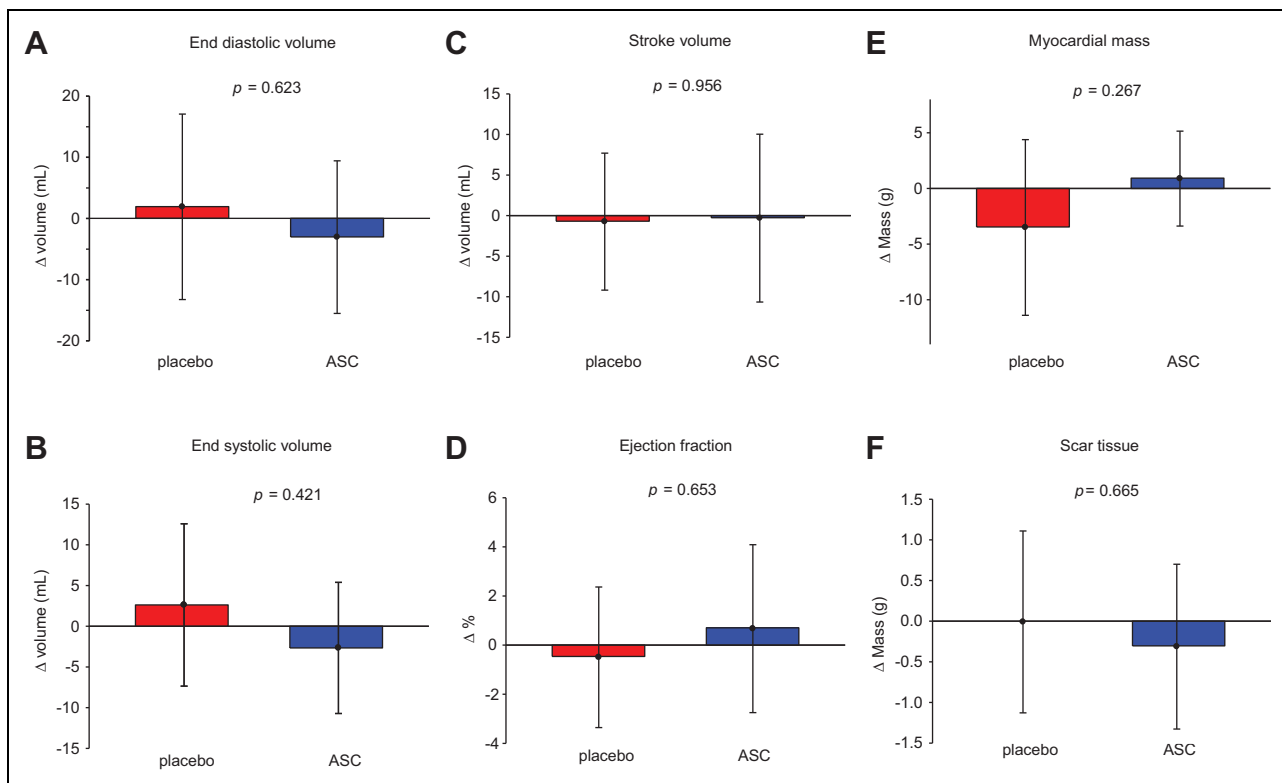 A
End diastolic volume
p = 0.623
20
10
0
-10
-20
Δ volume (mL)
placebo
ASC
C
Stroke volume
p = 0.956
15
10
5
0
-5
-10
-15
Δ volume (mL)
placebo
ASC
E
Myocardial mass
p = 0.267
5
0
-5
-10
Δ Mass (g)
placebo
ASC
B
End systolic volume
p = 0.421
15
10
5
0
-5
-10
-15
Δ volume (mL)
placebo
ASC
D
Ejection fraction
p = 0.653
6
4
2
0
-2
-4
Δ %
placebo
ASC
F
Scar tissue
p= 0.665
1.5
1.0
0.5
0.0
-0.5
-1.0
-1.5
Δ Mass (g)
placebo
ASC